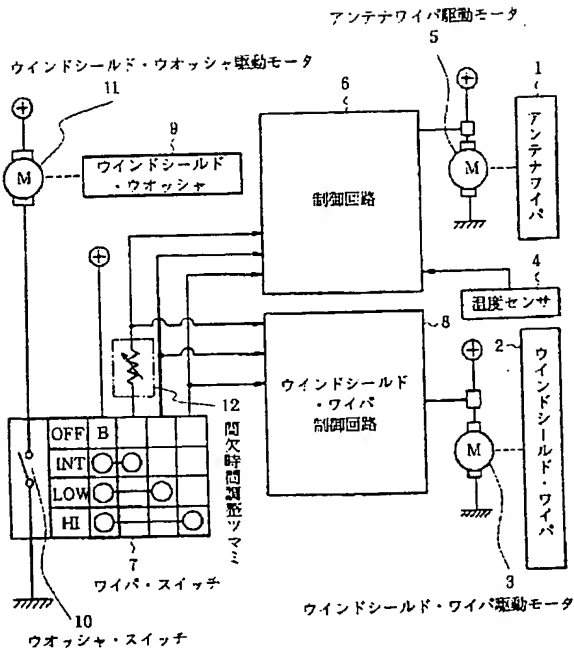 アンテナワイパ駆動モータ
5
ウインドシールド・ウオッシャ駆動モータ
11
6
1
9
M
ウインドシールド
・ウオッシャ
制御回路
M
アンテナワイパ
4
温度センサ
8
2
12
ウインドシールド
・ワイパ
制御回路
ウインドシールド・ワイパ
M
間欠時間調整ツマミ
OFF B
INT
LOW
HI
7
ワイパ・スイッチ
3
ウインドシールド・ワイパ駆動モータ
10
ウオッシャ・スイッチ